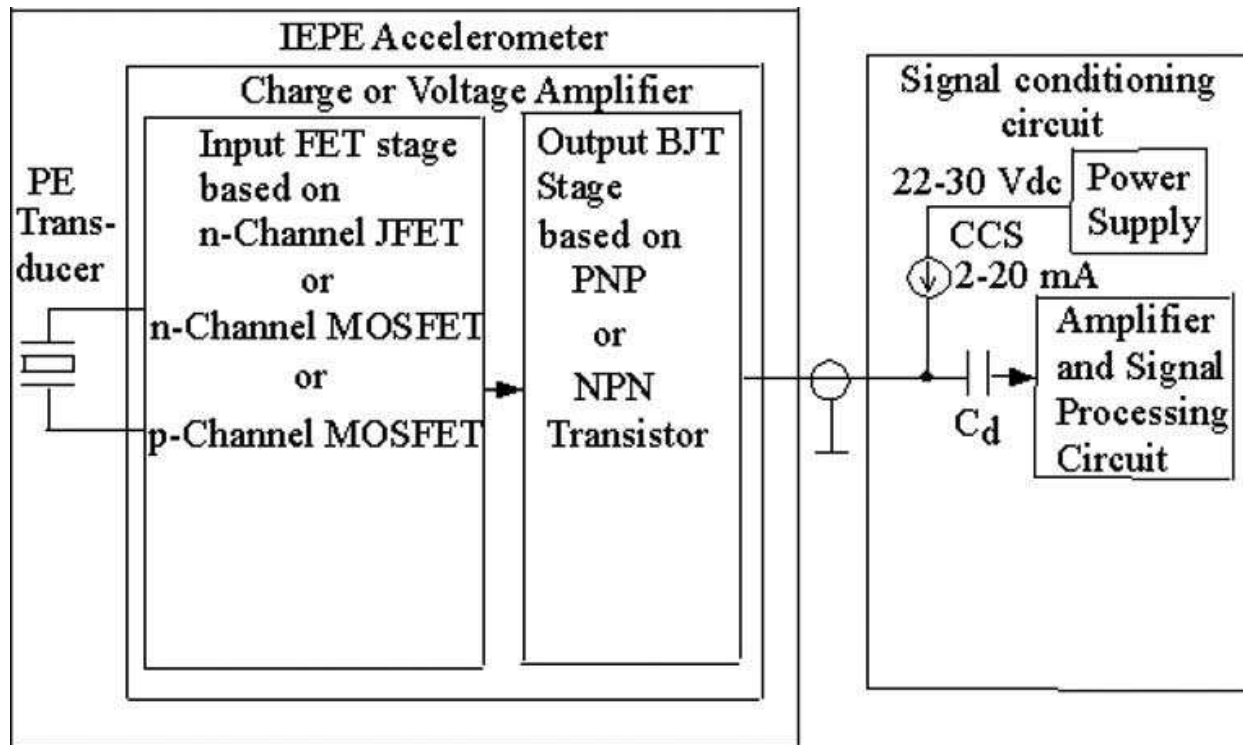 IEPE Accelerometer
Charge or Voltage Amplifier
PE
Trans-
ducer
Input FET stage
based on
n-Channel JFET
or
n-Channel MOSFET
or
p-Channel MOSFET
Output BJT
Stage
based on
PNP
or
NPN
Transistor
Signal conditioning
circuit
22-30 Vdc
Power
Supply
CCS
2-20 mA
Cd
Amplifier
and Signal
Processing
Circuit